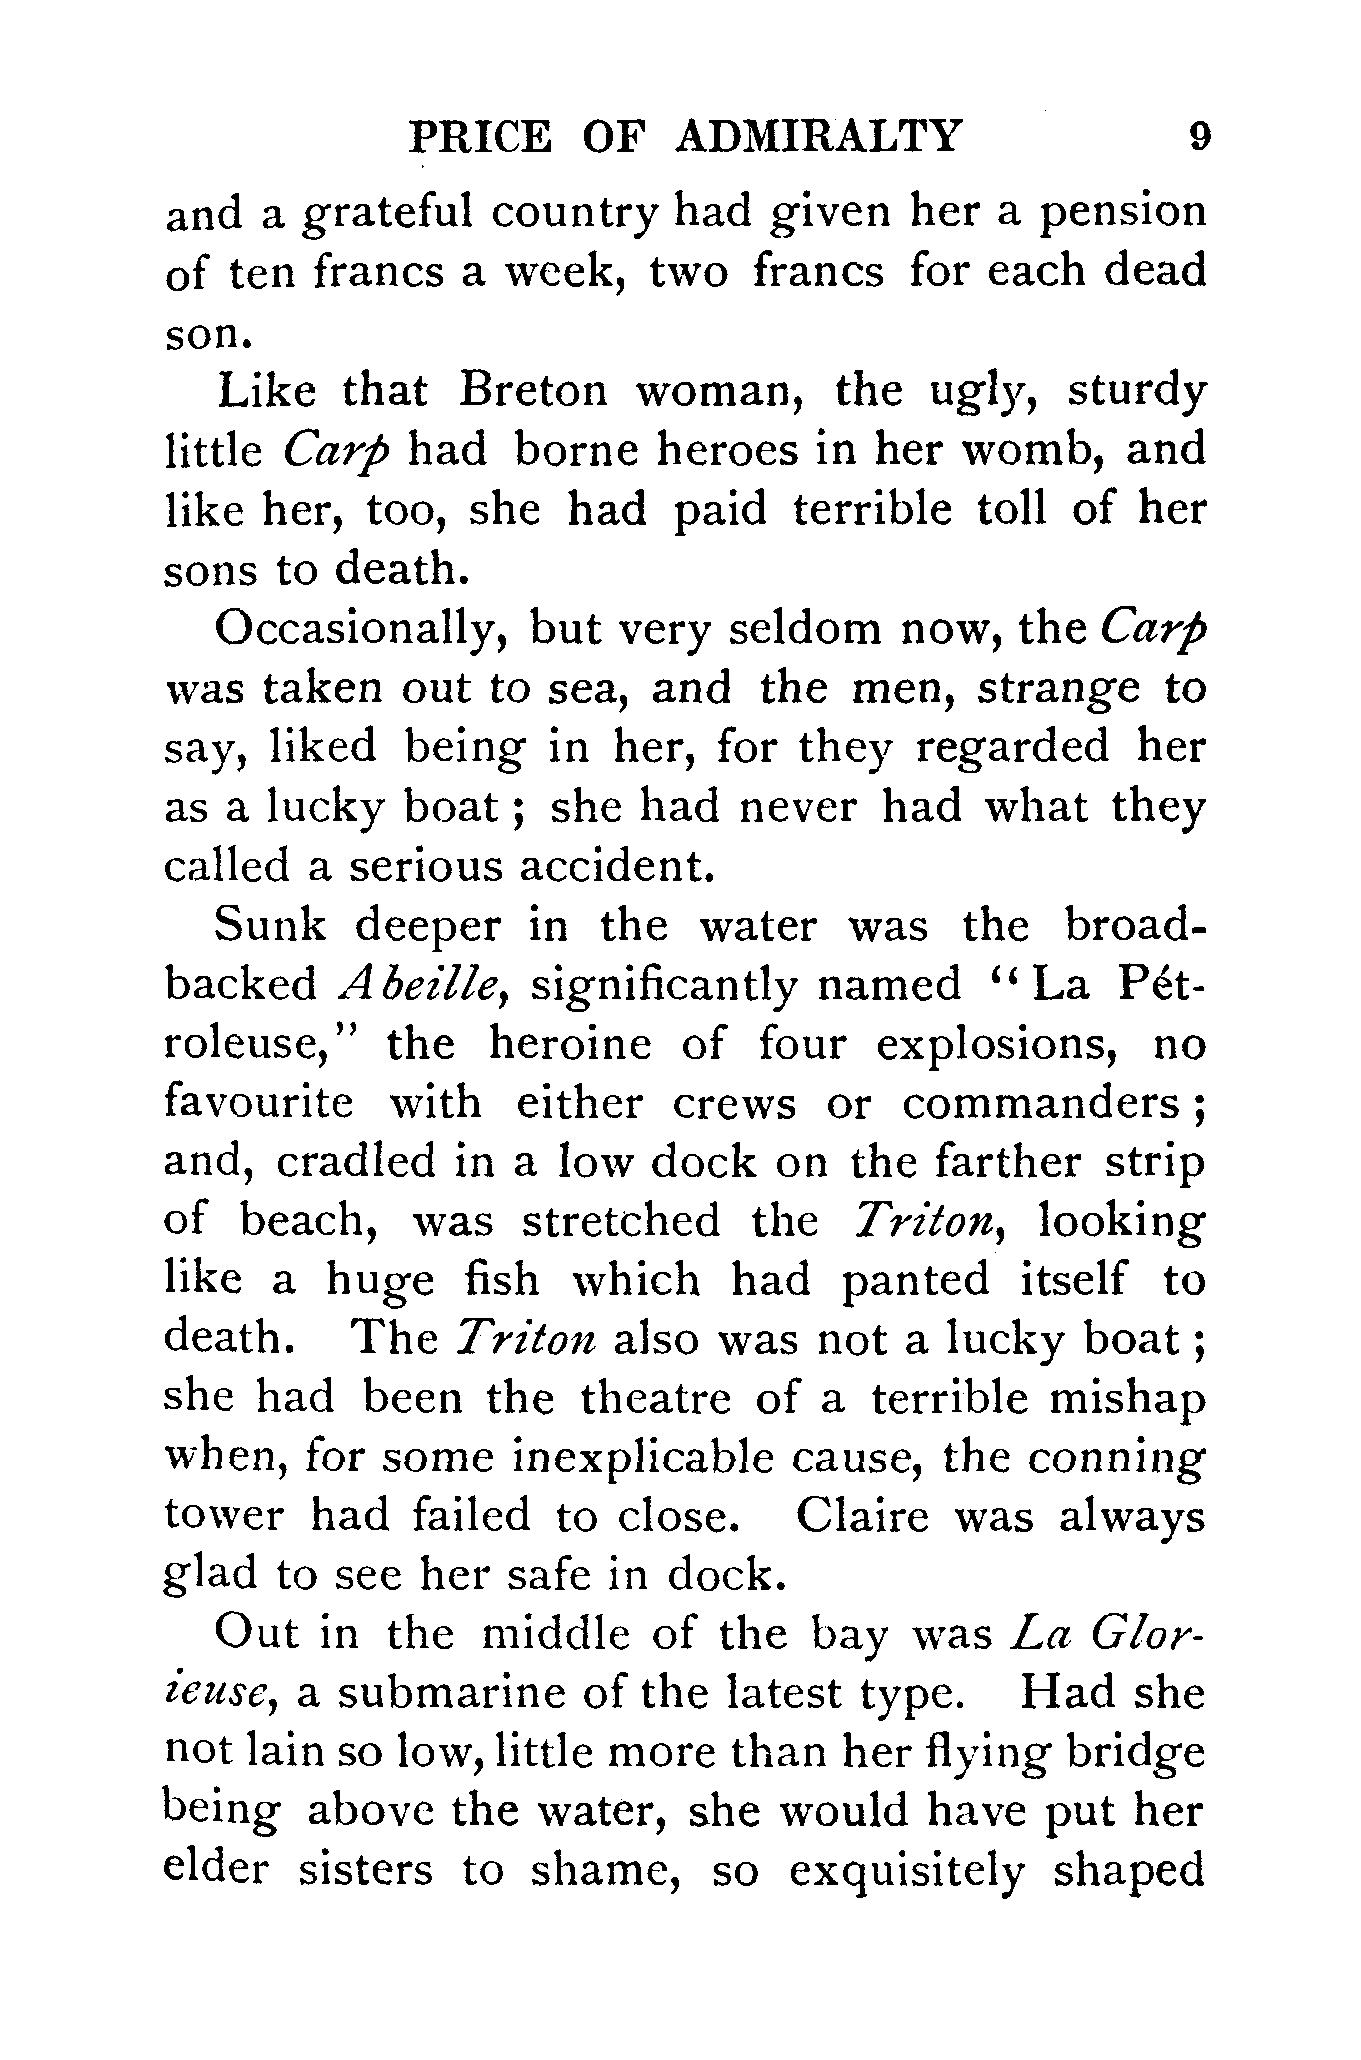 PRICE OF ADMIRALTY 9
and a grateful country had given her a pension
of ten francs a week, two francs for each dead
son.
Like that Breton woman, the ugly, sturdy
little Carp had borne heroes in her womb, and
like her, too, she had paid terrible toll of her
sons to death.
Occasionally, but very seldom now, the Carp
was taken out to sea, and the men, strange to
say, liked being in her, for they regarded her
as a lucky boat ; she had never had what they
called a serious accident.
Sunk deeper in the water was the broad-
backed Abeille, significantly named “ La Pét-
roleuse,” the heroine of four explosions, no
favourite with either crews or commanders ;
and, cradled in a low dock on the farther strip
of beach, was stretched the Triton, looking
like a huge fish which had panted itself to
death. The Triton also was not a lucky boat ;
she had been the theatre of a terrible mishap
when, for some inexplicable cause, the conning
tower had failed to close. Claire was always
glad to see her safe in dock.
Out in the middle of the bay was La Glor-
ieuse, a submarine of the latest type. Had she
not lain so low, little more than her flying bridge
being above the water, she would have put her
elder sisters to shame, so exquisitely shaped